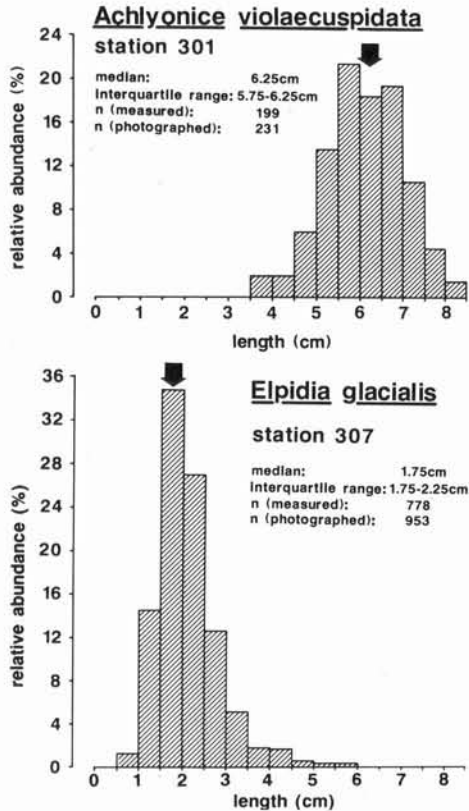 Achlyonice violaecuspidata
station 301
median: 6.25cm
Interquartile range: 5.75-6.25cm
n (measured): 199
n (photographed): 231
relative abundance (%)
24
20
16
12
8
4
0
0 1 2 3 4 5 6 7 8
length (cm)
Elpidia glacialis
station 307
median: 1.75cm
Interquartile range: 1.75-2.25cm
n (measured): 778
n (photographed): 953
relative abundance (%)
36
32
28
24
20
16
12
8
4
0
0 1 2 3 4 5 6 7 8
length (cm)